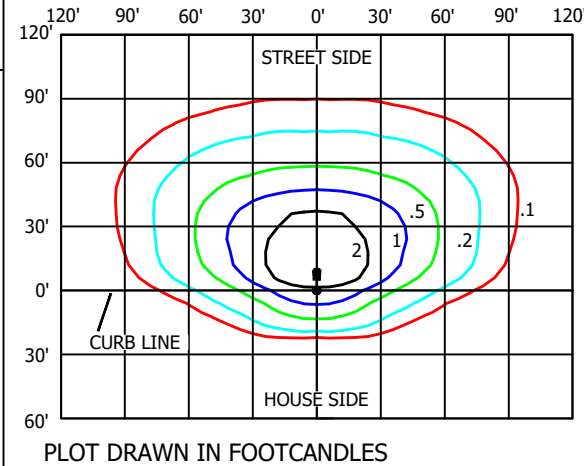 120' 90' 60' 30' 0' 30' 60' 90' 120'
120'
STREET SIDE
90'
60'
30'
.5
.1
2
1
.2
0'
CURB LINE
30'
HOUSE SIDE
60'
PLOT DRAWN IN FOOTCANDLES